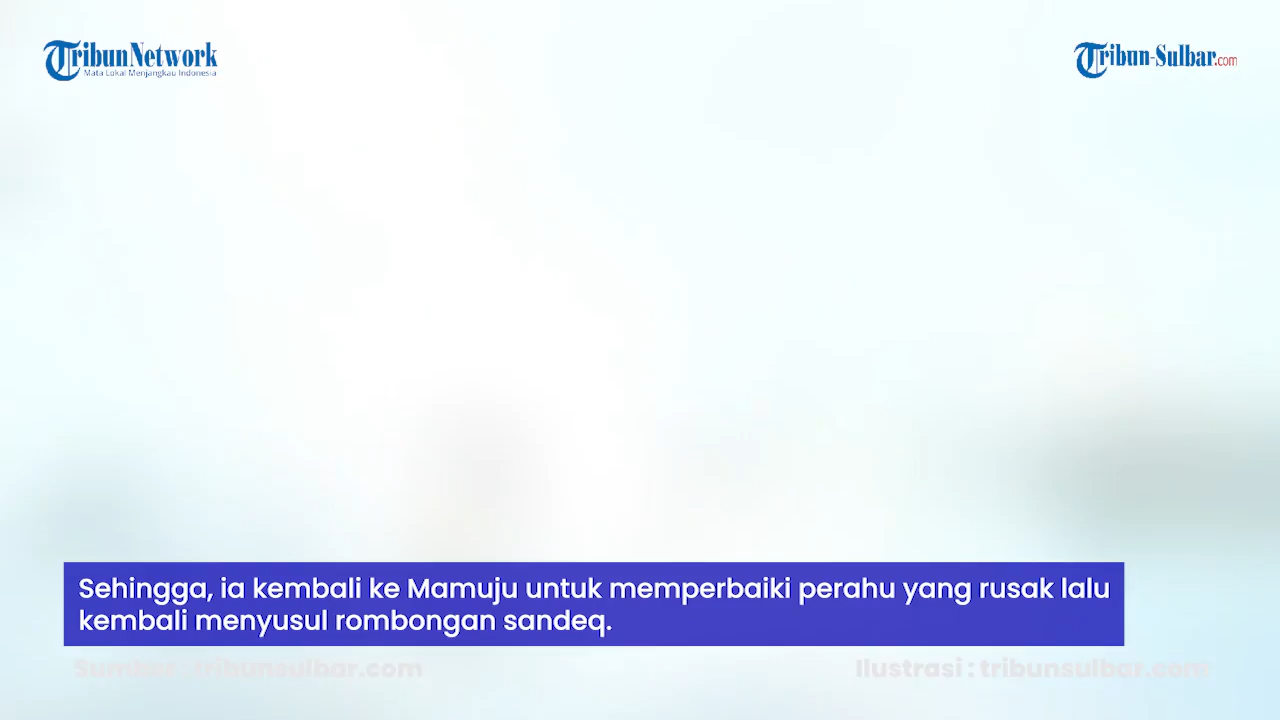 TribunNetwork
Mata Lokal Menjangkau Indonesia
Tribun-Sulbar.com
Sehingga, ia kembali ke Mamuju untuk memperbaiki perahu yang rusak lalu
kembali menyusul rombongan sandeq.
Sumber : tribunsulbar.com
Ilustrasi : tribunsulbar.com